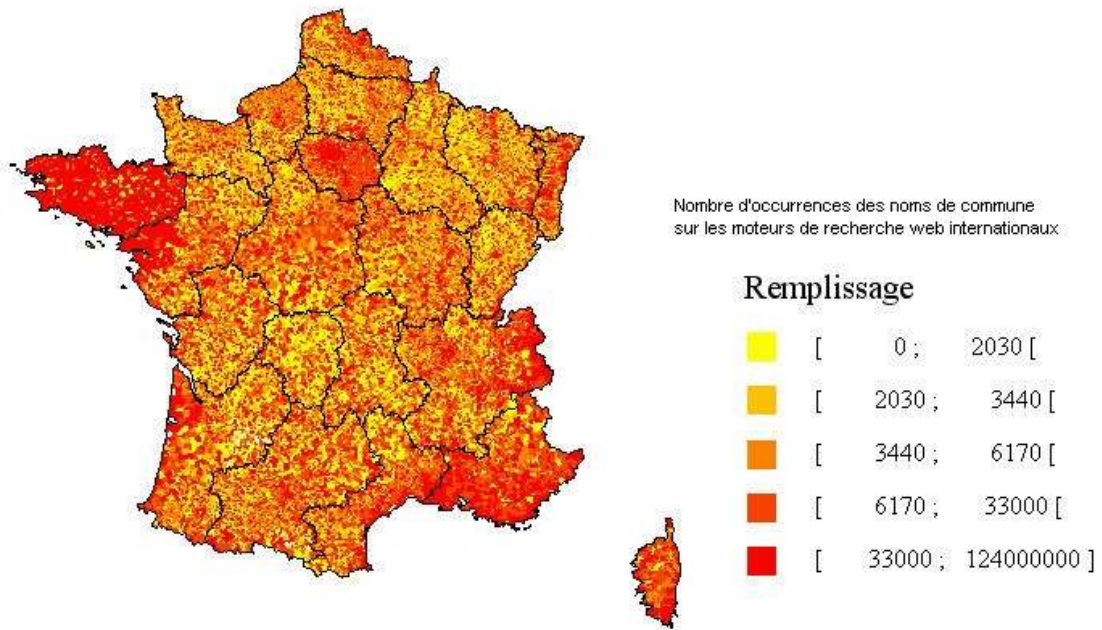 Nombre d'occurrences des noms de commune
sur les moteurs de recherche web internationaux
Remplissage
[ 0 ; 2030 [
[ 2030 ; 3440 [
[ 3440 ; 6170 [
[ 6170 ; 33000 [
[ 33000 ; 124000000 ]